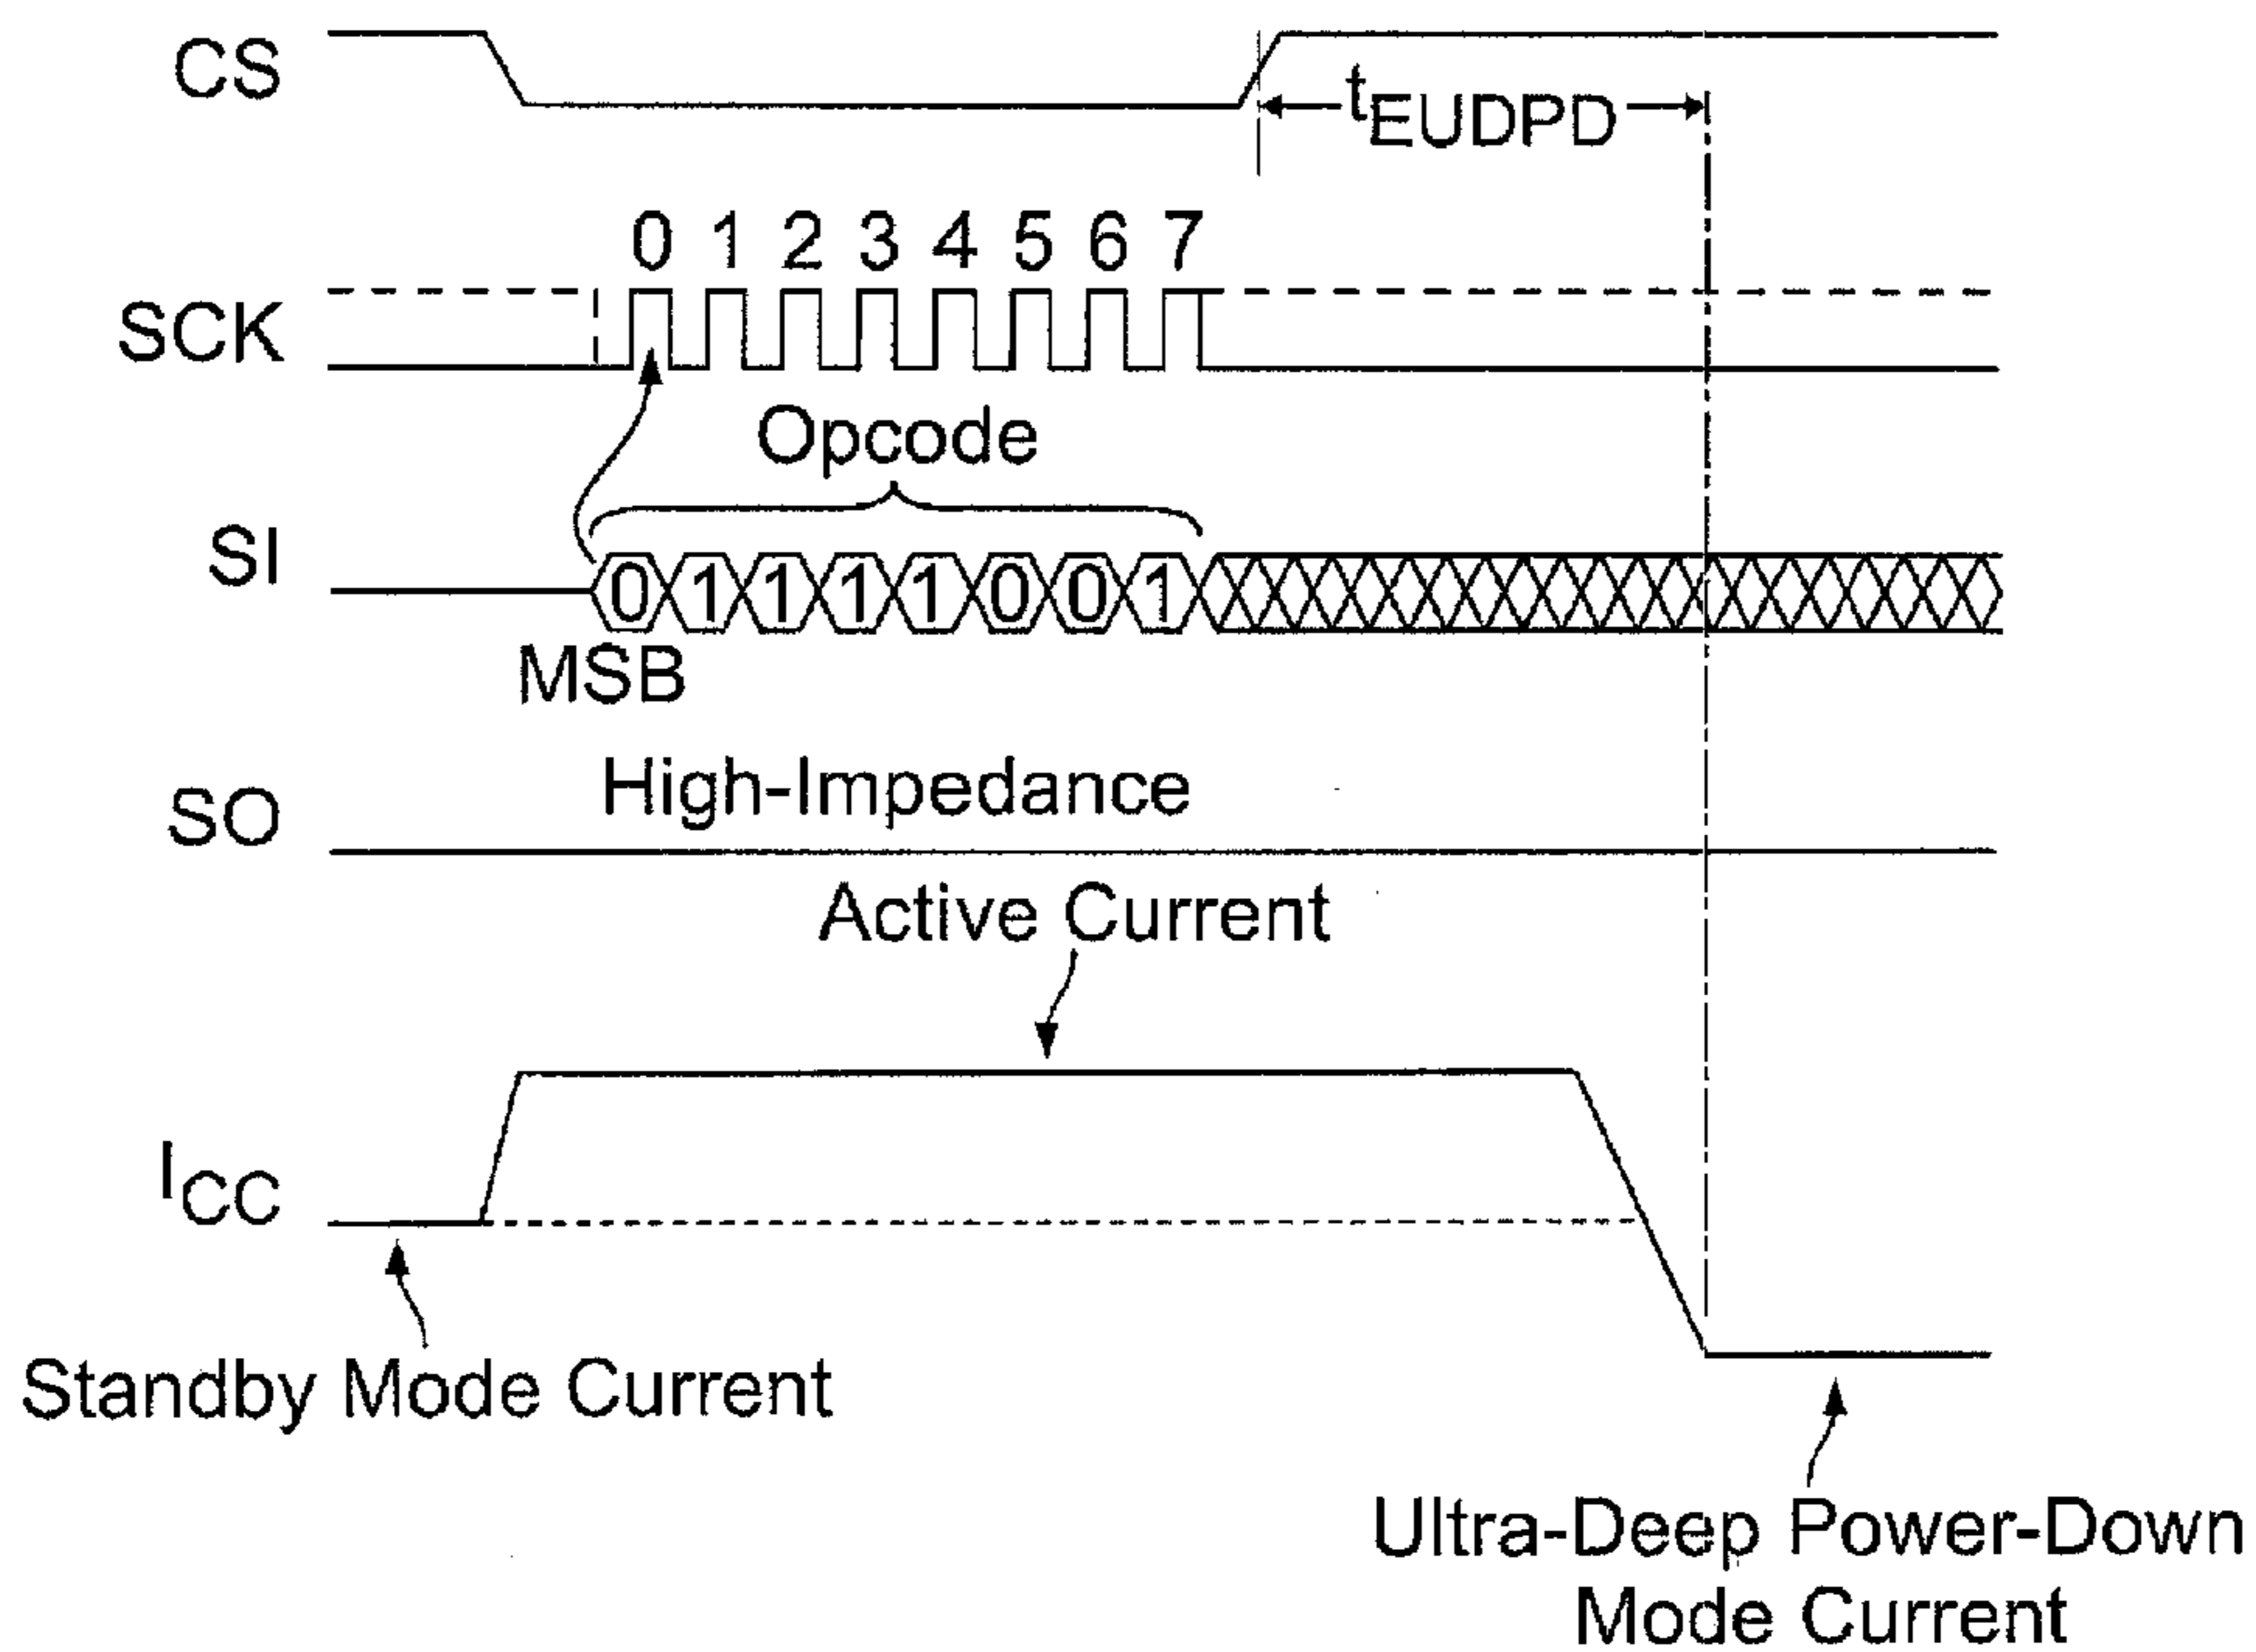 CS
tEUDPD
0 1 2 3 4 5 6 7
SCK
Opcode
SI
0 1 1 1 1 0 0 1
MSB
High-Impedance
SO
Active Current
ICC
Standby Mode Current
Ultra-Deep Power-Down
Mode Current